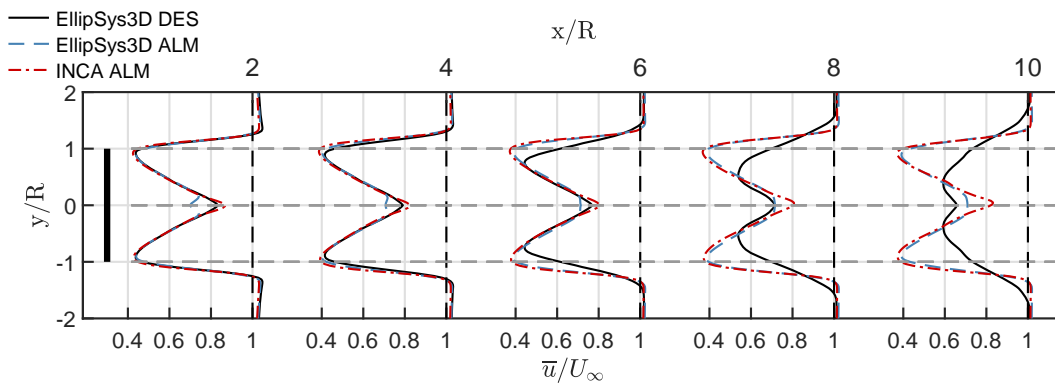 EllipSys3D DES
EllipSys3D ALM
INCA ALM
x/R
2 4 6 8 10
2
1
0
-1
-2
y/R
0.4 0.6 0.8 1 0.4 0.6 0.8 1 0.4 0.6 0.8 1 0.4 0.6 0.8 1 0.4 0.6 0.8 1
u̅/U∞